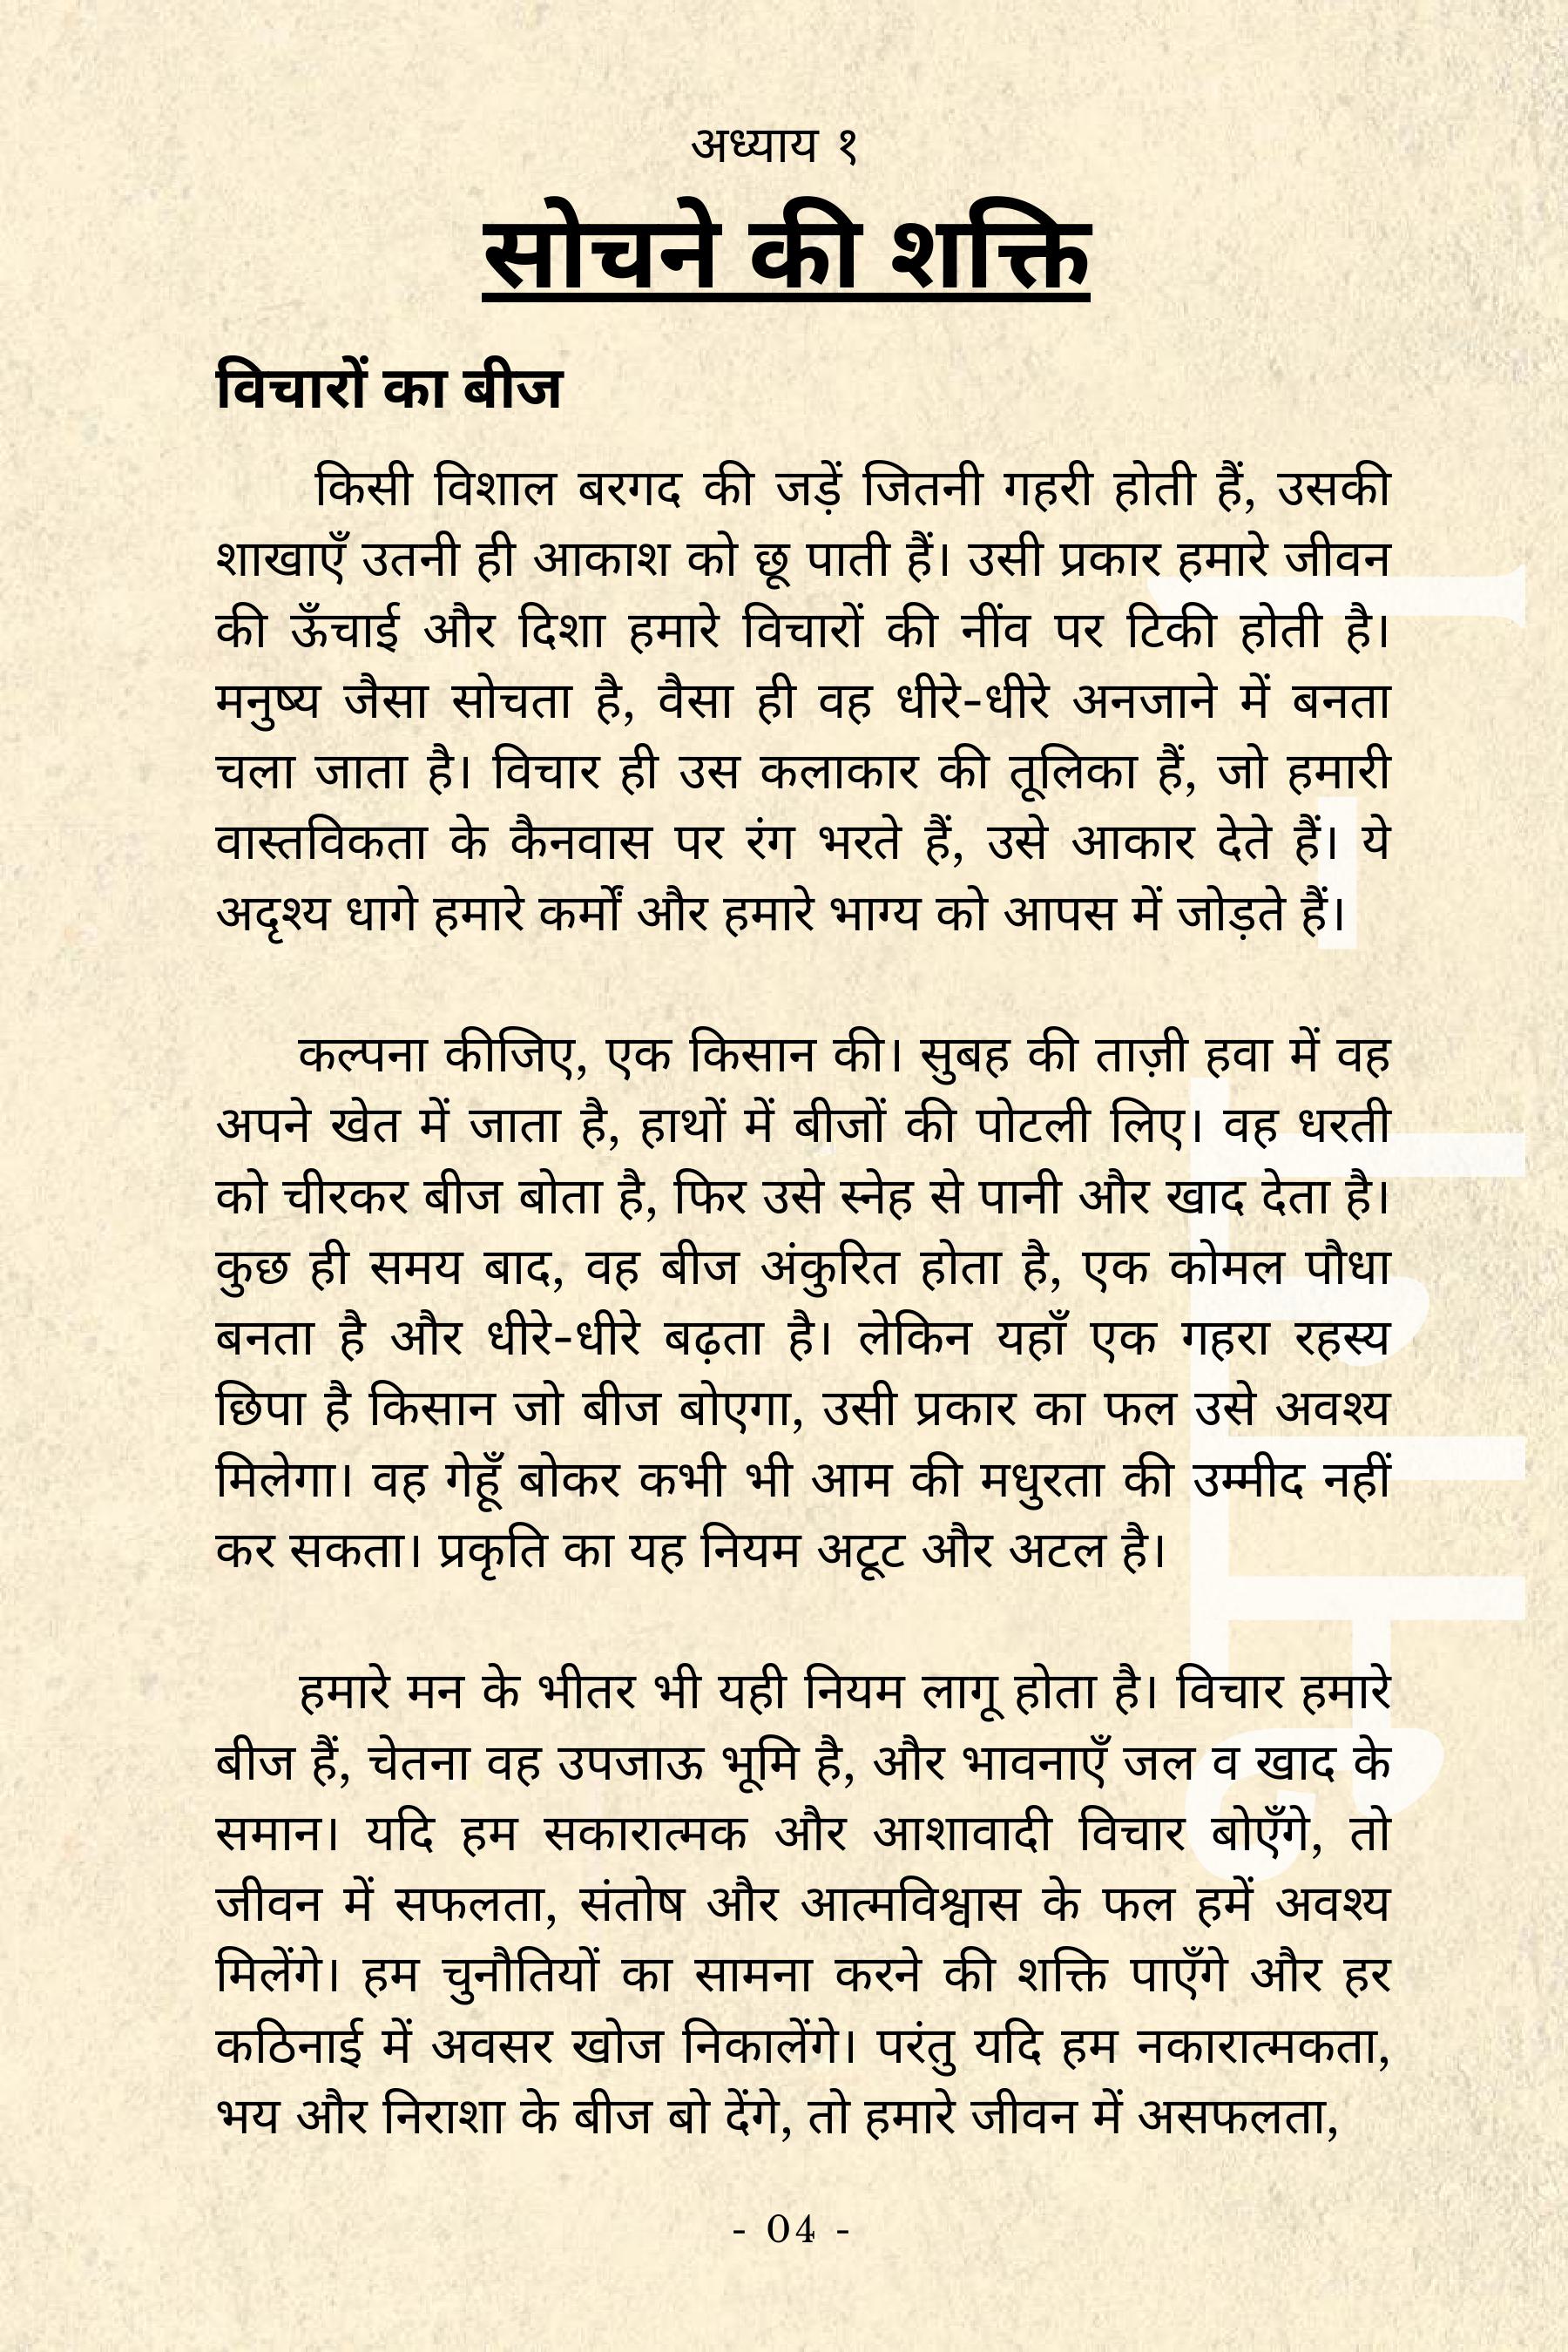 अध्याय १
सोचने की शक्ति
विचारों का बीज
किसी विशाल बरगद की जड़ें जितनी गहरी होती हैं, उसकी
शाखाएँ उतनी ही आकाश को छू पाती हैं। उसी प्रकार हमारे जीवन
की ऊँचाई और दिशा हमारे विचारों की नींव पर टिकी होती है।
मनुष्य जैसा सोचता है, वैसा ही वह धीरे-धीरे अनजाने में बनता
चला जाता है। विचार ही उस कलाकार की तूलिका हैं, जो हमारी
वास्तविकता के कैनवास पर रंग भरते हैं, उसे आकार देते हैं। ये
अदृश्य धागे हमारे कर्मों और हमारे भाग्य को आपस में जोड़ते हैं।
कल्पना कीजिए, एक किसान की। सुबह की ताज़ी हवा में वह
अपने खेत में जाता है, हाथों में बीजों की पोटली लिए। वह धरती
को चीरकर बीज बोता है, फिर उसे स्नेह से पानी और खाद देता है।
कुछ ही समय बाद, वह बीज अंकुरित होता है, एक कोमल पौधा
बनता है और धीरे-धीरे बढ़ता है। लेकिन यहाँ एक गहरा रहस्य
छिपा है किसान जो बीज बोएगा, उसी प्रकार का फल उसे अवश्य
मिलेगा। वह गेहूँ बोकर कभी भी आम की मधुरता की उम्मीद नहीं
कर सकता। प्रकृति का यह नियम अटूट और अटल है।
हमारे मन के भीतर भी यही नियम लागू होता है। विचार हमारे
बीज हैं, चेतना वह उपजाऊ भूमि है, और भावनाएँ जल व खाद के
समान। यदि हम सकारात्मक और आशावादी विचार बोएँगे, तो
जीवन में सफलता, संतोष और आत्मविश्वास के फल हमें अवश्य
मिलेंगे। हम चुनौतियों का सामना करने की शक्ति पाएँगे और हर
कठिनाई में अवसर खोज निकालेंगे। परंतु यदि हम नकारात्मकता,
भय और निराशा के बीज बो देंगे, तो हमारे जीवन में असफलता,
- 04 -